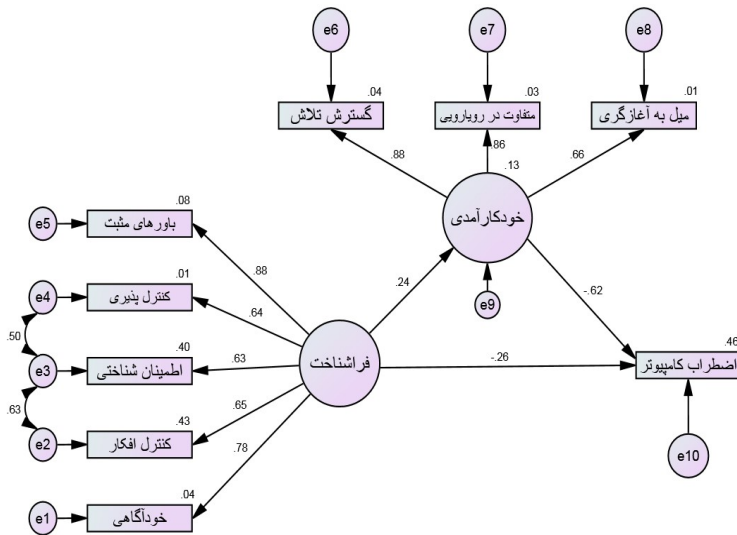 e6
e7
e8
.04
.03
.01
گسترش تلاش
متفاوت در رویارویی
میل به آغازگری
.88
.86
.66
.13
خودکارآمدی
e5
.08
باورهای مثبت
.88
.24
-.62
e9
e4
.01
کنترل پذیری
.64
.50
e3
.40
اطمینان شناختی
.63
فراشناخت
-.26
.46
اضطراب کامپیوتر
.63
e2
.43
کنترل افکار
.65
e10
.78
e1
.04
خودآگاهی